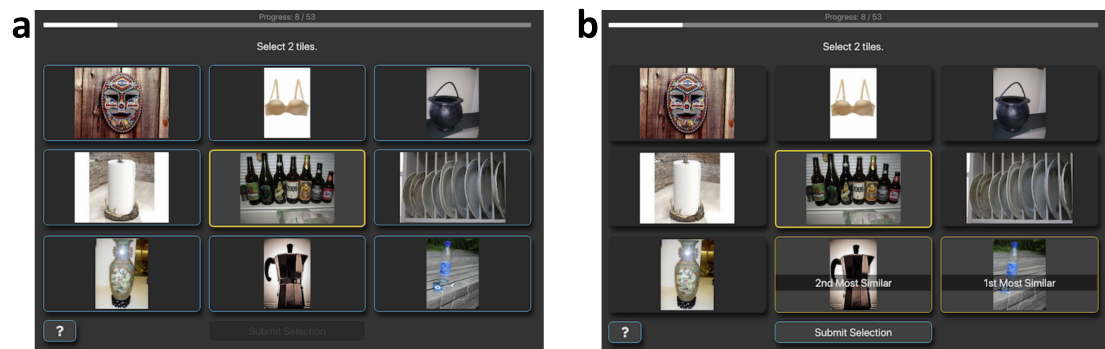 a
Progress: 8 / 53
Select 2 tiles.
?
Submit Selection
b
Progress: 8 / 53
Select 2 tiles.
2nd Most Similar
1st Most Similar
?
Submit Selection